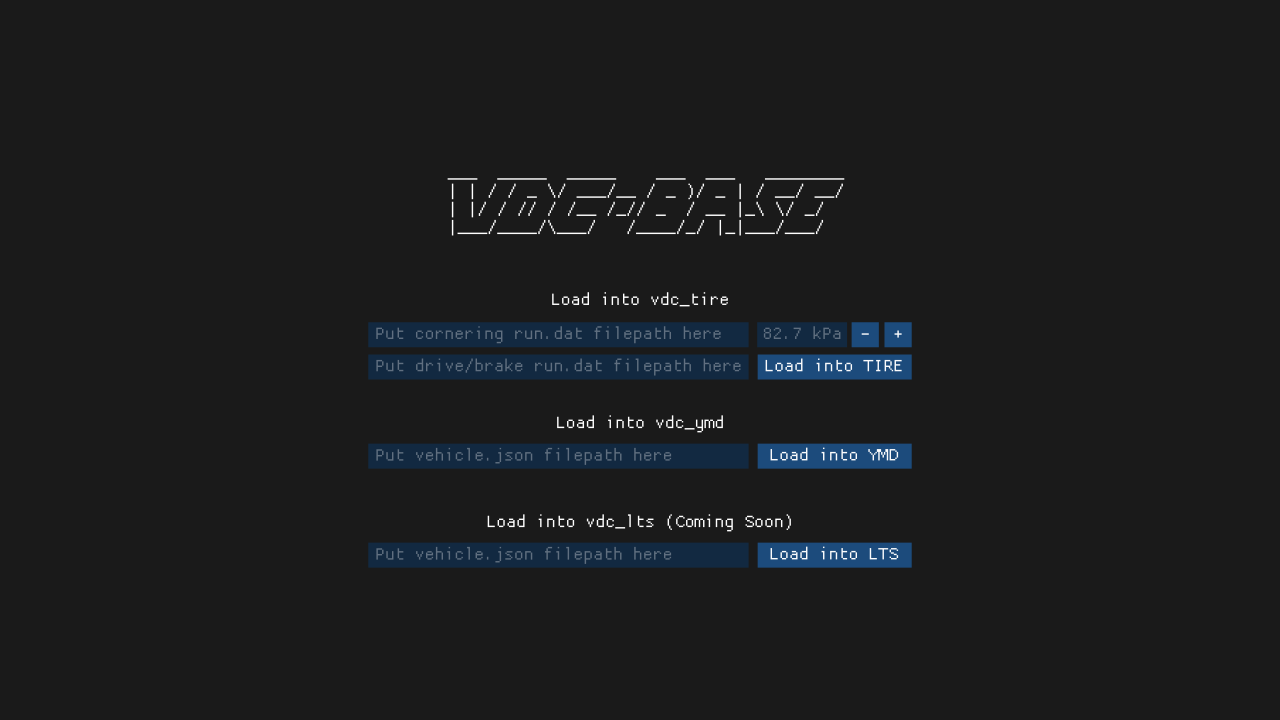 VDC-BASE
Load into vdc_tire
Put cornering run.dat filepath here 82.7 kPa - +
Put drive/brake run.dat filepath here Load into TIRE
Load into vdc_ymd
Put vehicle.json filepath here Load into YMD
Load into vdc_lts (Coming Soon)
Put vehicle.json filepath here Load into LTS